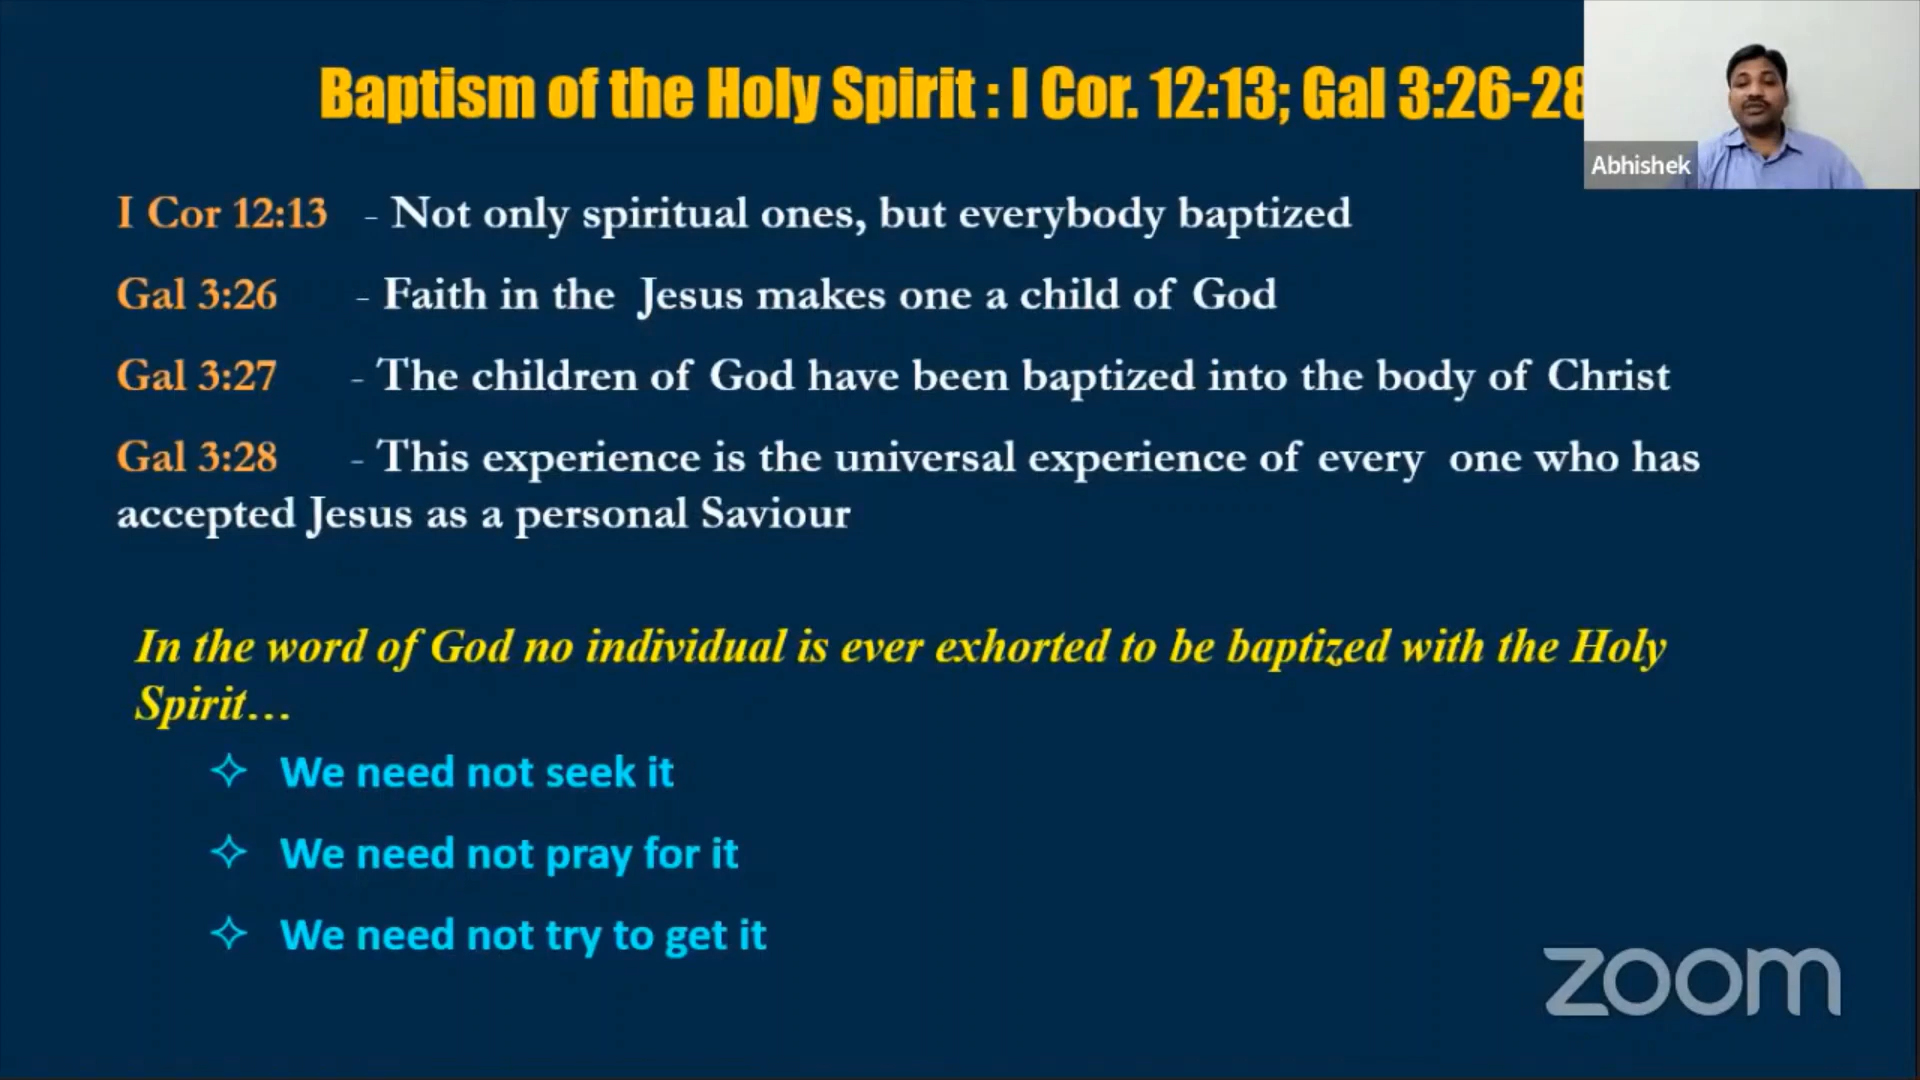 Baptism of the Holy Spirit : I Cor. 12:13; Gal 3:26-28
Abhishek
I Cor 12:13 - Not only spiritual ones, but everybody baptized
Gal 3:26 - Faith in the Jesus makes one a child of God
Gal 3:27 - The children of God have been baptized into the body of Christ
Gal 3:28 - This experience is the universal experience of every one who has
accepted Jesus as a personal Saviour
In the word of God no individual is ever exhorted to be baptized with the Holy
Spirit...
✧ We need not seek it
✧ We need not pray for it
✧ We need not try to get it
zoom